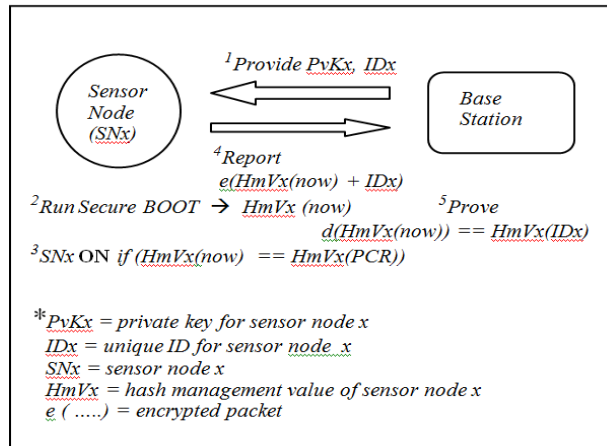 ¹Provide PvKx, IDx
Sensor
Node
(SNx)
Base
Station
⁴Report
e(HmVx(now) + IDx)
²Run Secure BOOT → HmVx (now)
⁵Prove
d(HmVx(now)) == HmVx(IDx)
³SNx ON if (HmVx(now) == HmVx(PCR))
*PvKx = private key for sensor node x
IDx = unique ID for sensor node x
SNx = sensor node x
HmVx = hash management value of sensor node x
e ( .....) = encrypted packet